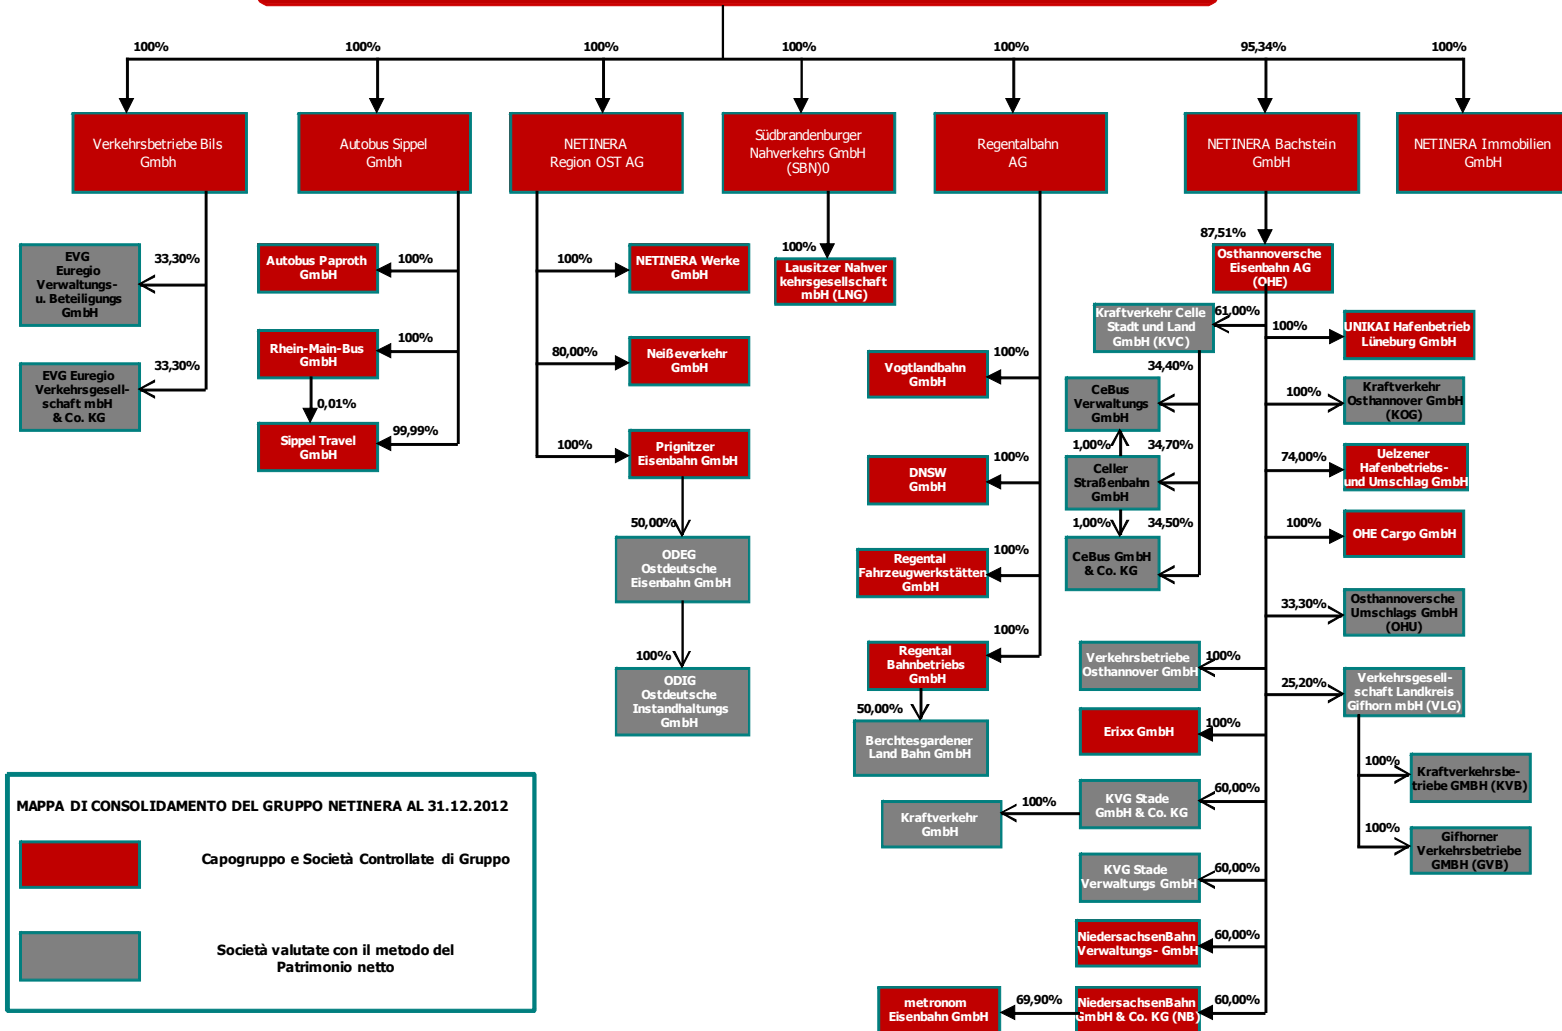 100%
100%
100%
100%
100%
95,34%
100%
Verkehrsbetriebe Bils
Gmbh
Autobus Sippel
Gmbh
NETINERA
Region OST AG
Südbrandenburger
Nahverkehrs GmbH
(SBN)0
Regentalbahn
AG
NETINERA Bachstein
GmbH
NETINERA Immobilien
GmbH
33,30%
EVG
Euregio
Verwaltungs-
u. Beteiligungs
GmbH
33,30%
EVG Euregio
Verkehrsgesell-
schaft mbH
& Co. KG
Autobus Paproth
GmbH
100%
Rhein-Main-Bus
GmbH
100%
0,01%
Sippel Travel
GmbH
99,99%
100%
NETINERA Werke
GmbH
80,00%
Neißeverkehr
GmbH
100%
Prignitzer
Eisenbahn GmbH
50,00%
ODEG
Ostdeutsche
Eisenbahn GmbH
100%
ODIG
Ostdeutsche
Instandhaltungs
GmbH
100%
Lausitzer Nahver
kehrsgesellschaft
mbH (LNG)
100%
Vogtlandbahn
GmbH
100%
DNSW
GmbH
100%
Regental
Fahrzeugwerkstätten
GmbH
100%
Regental
Bahnbetriebs
GmbH
50,00%
Berchtesgardener
Land Bahn GmbH
87,51%
Osthannoversche
Eisenbahn AG
(OHE)
Kraftverkehr Celle
Stadt und Land
GmbH (KVC)
61,00%
34,40%
CeBus
Verwaltungs
GmbH
1,00%
34,70%
Celler
Straßenbahn
GmbH
1,00%
34,50%
CeBus GmbH
& Co. KG
100%
UNIKAI Hafenbetrieb
Lüneburg GmbH
100%
Kraftverkehr
Osthannover GmbH
(KOG)
74,00%
Uelzener
Hafenbetriebs-
und Umschlag GmbH
100%
OHE Cargo GmbH
33,30%
Osthannoversche
Umschlags GmbH
(OHU)
Verkehrsbetriebe
Osthannover GmbH
100%
25,20%
Verkehrsgesell-
schaft Landkreis
Gifhorn mbH (VLG)
100%
Kraftverkehrsbe-
triebe GMBH (KVB)
100%
Gifhorner
Verkehrsbetriebe
GMBH (GVB)
Erixx GmbH
100%
KVG Stade
GmbH & Co. KG
60,00%
100%
Kraftverkehr
GmbH
KVG Stade
Verwaltungs GmbH
60,00%
NiedersachsenBahn
Verwaltungs- GmbH
60,00%
NiedersachsenBahn
GmbH & Co. KG (NB)
60,00%
69,90%
metronom
Eisenbahn GmbH
MAPPA DI CONSOLIDAMENTO DEL GRUPPO NETINERA AL 31.12.2012
Capogruppo e Società Controllate di Gruppo
Società valutate con il metodo del
Patrimonio netto